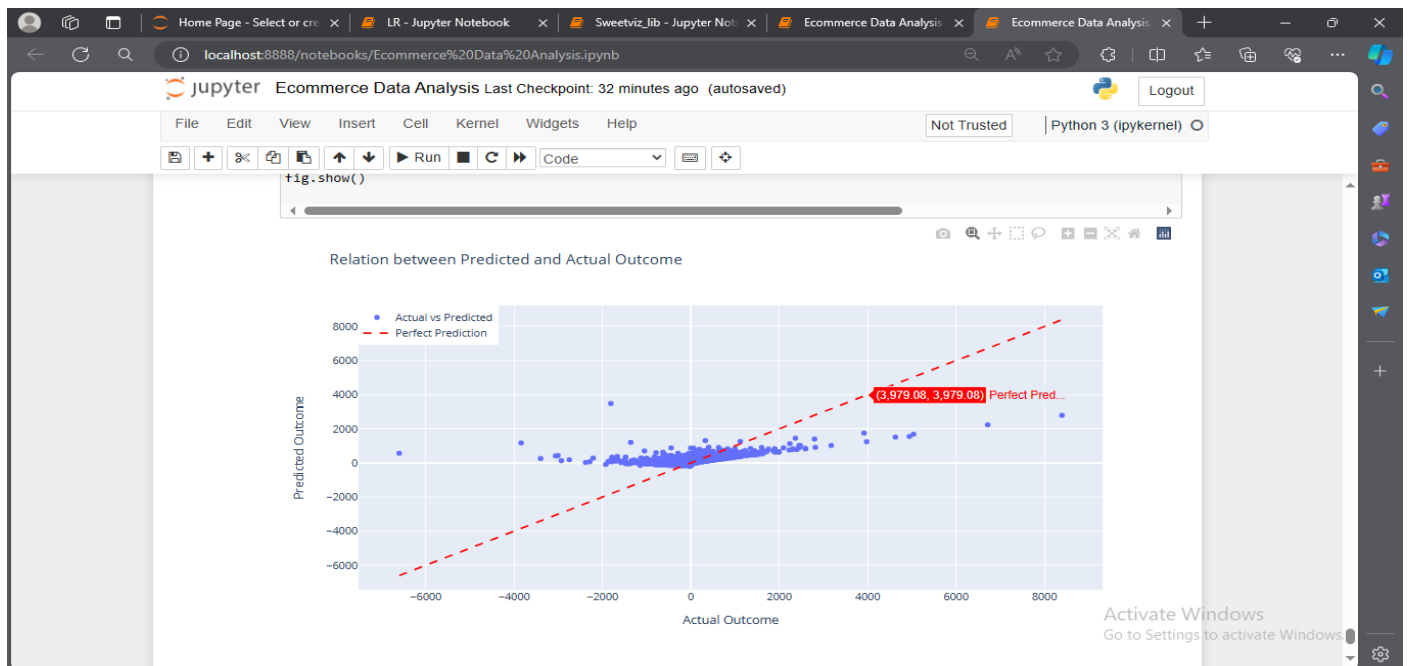 Home Page - Select or cre
LR - Jupyter Notebook
Sweetviz_lib - Jupyter Not
Ecommerce Data Analysis
Ecommerce Data Analysis
localhost:8888/notebooks/Ecommerce%20Data%20Analysis.ipynb
jupyter Ecommerce Data Analysis Last Checkpoint: 32 minutes ago (autosaved)
Logout
File Edit View Insert Cell Kernel Widgets Help
Not Trusted
Python 3 (ipykernel)
Run
Code
fig.show()
Relation between Predicted and Actual Outcome
Actual vs Predicted
Perfect Prediction
8000
6000
4000
2000
0
−2000
−4000
−6000
Predicted Outcome
(3,979.08, 3,979.08) Perfect Pred...
−6000 −4000 −2000 0 2000 4000 6000 8000
Actual Outcome
Activate Windows
Go to Settings to activate Windows.